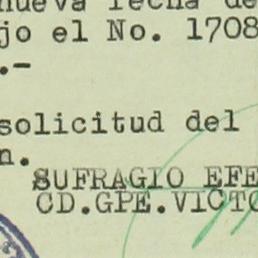 nueva fecha de
jo el No. 1708
.-
solicitud del
n.
SUFRAGIO EFE
CD.GPE.VICTO